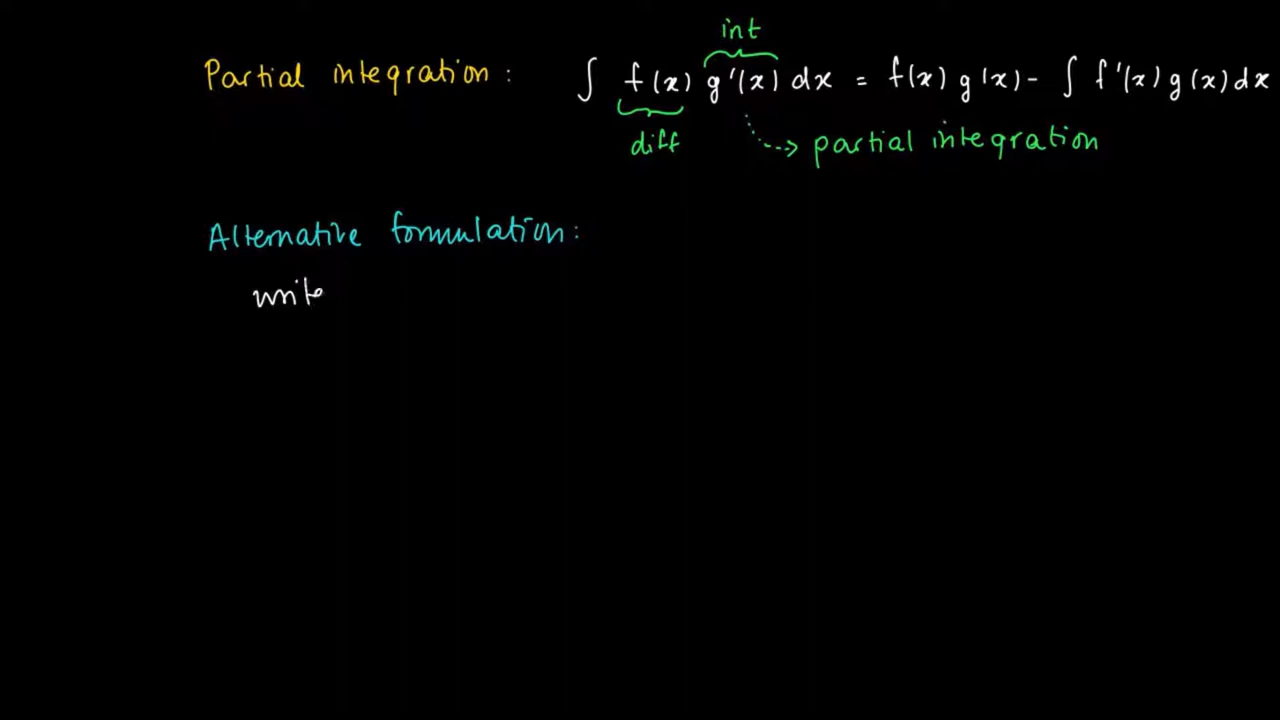 int
Partial integration : ∫ f(x) g'(x) dx = f(x) g(x) - ∫ f'(x) g(x) dx
diff partial integration
Alternative formulation :
write